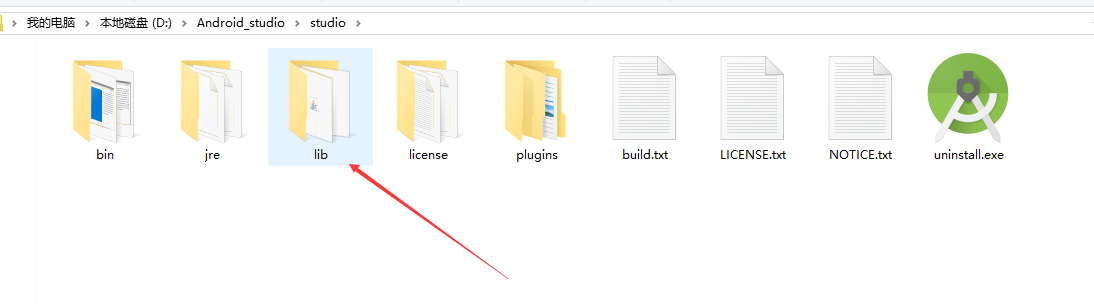 我的电脑 > 本地磁盘 (D:) > Android_studio > studio >
bin jre lib license plugins build.txt LICENSE.txt NOTICE.txt uninstall.exe